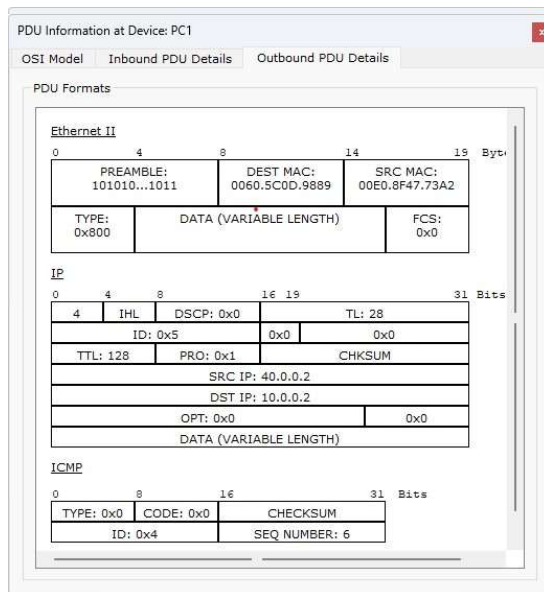 PDU Information at Device: PC1
x
OSI Model Inbound PDU Details Outbound PDU Details
PDU Formats
Ethernet II
0 4 8 14 19 Byt
PREAMBLE: DEST MAC: SRC MAC:
101010...1011 0060.5C0D.9889 00E0.8F47.73A2
TYPE: DATA (VARIABLE LENGTH) FCS:
0x800 0x0
IP
0 4 8 16 19 31 Bits
4 IHL DSCP: 0x0 TL: 28
ID: 0x5 0x0 0x0
TTL: 128 PRO: 0x1 CHKSUM
SRC IP: 40.0.0.2
DST IP: 10.0.0.2
OPT: 0x0 0x0
DATA (VARIABLE LENGTH)
ICMP
0 8 16 31 Bits
TYPE: 0x0 CODE: 0x0 CHECKSUM
ID: 0x4 SEQ NUMBER: 6